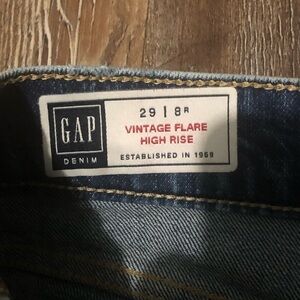 GAP
DENIM
29 | 8R
VINTAGE FLARE
HIGH RISE
ESTABLISHED IN 1969